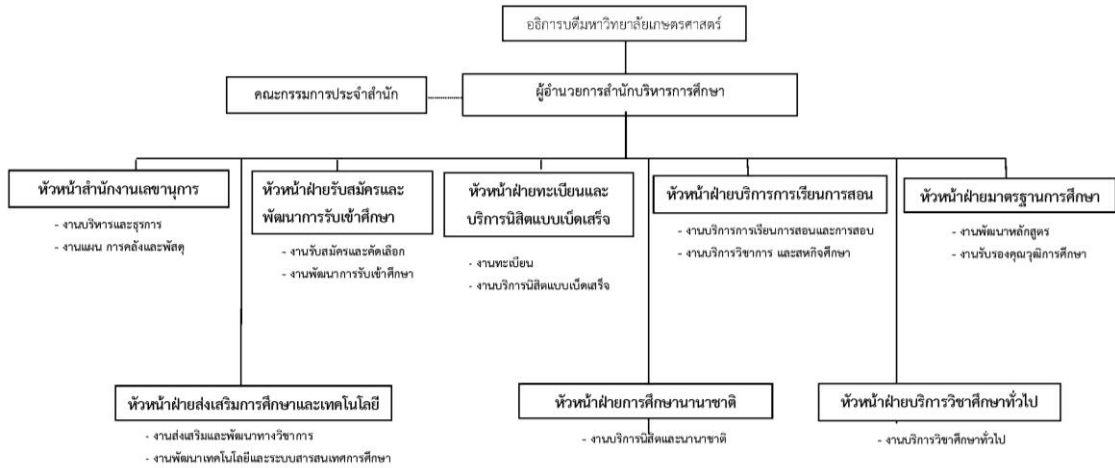 อธิการบดีมหาวิทยาลัยเกษตรศาสตร์
คณะกรรมการประจำสำนัก
ผู้อำนวยการสำนักบริหารการศึกษา
หัวหน้าสำนักงานเลขานุการ
- งานบริหารและธุรการ
- งานแผน การคลังและพัสดุ
หัวหน้าฝ่ายรับสมัครและ
พัฒนาการรับเข้าศึกษา
- งานรับสมัครและคัดเลือก
- งานพัฒนาการรับเข้าศึกษา
หัวหน้าฝ่ายทะเบียนและ
บริการนิสิตแบบเบ็ดเสร็จ
- งานทะเบียน
- งานบริการนิสิตแบบเบ็ดเสร็จ
หัวหน้าฝ่ายบริการการเรียนการสอน
- งานบริการการเรียนการสอนและการสอบ
- งานบริการวิชาการ และสหกิจศึกษา
หัวหน้าฝ่ายมาตรฐานการศึกษา
- งานพัฒนาหลักสูตร
- งานรับรองคุณวุฒิการศึกษา
หัวหน้าฝ่ายส่งเสริมการศึกษาและเทคโนโลยี
- งานส่งเสริมและพัฒนาทางวิชาการ
- งานพัฒนาเทคโนโลยีและระบบสารสนเทศการศึกษา
หัวหน้าฝ่ายการศึกษานานาชาติ
- งานบริการนิสิตและนานาชาติ
หัวหน้าฝ่ายบริการวิชาศึกษาทั่วไป
- งานบริการวิชาศึกษาทั่วไป